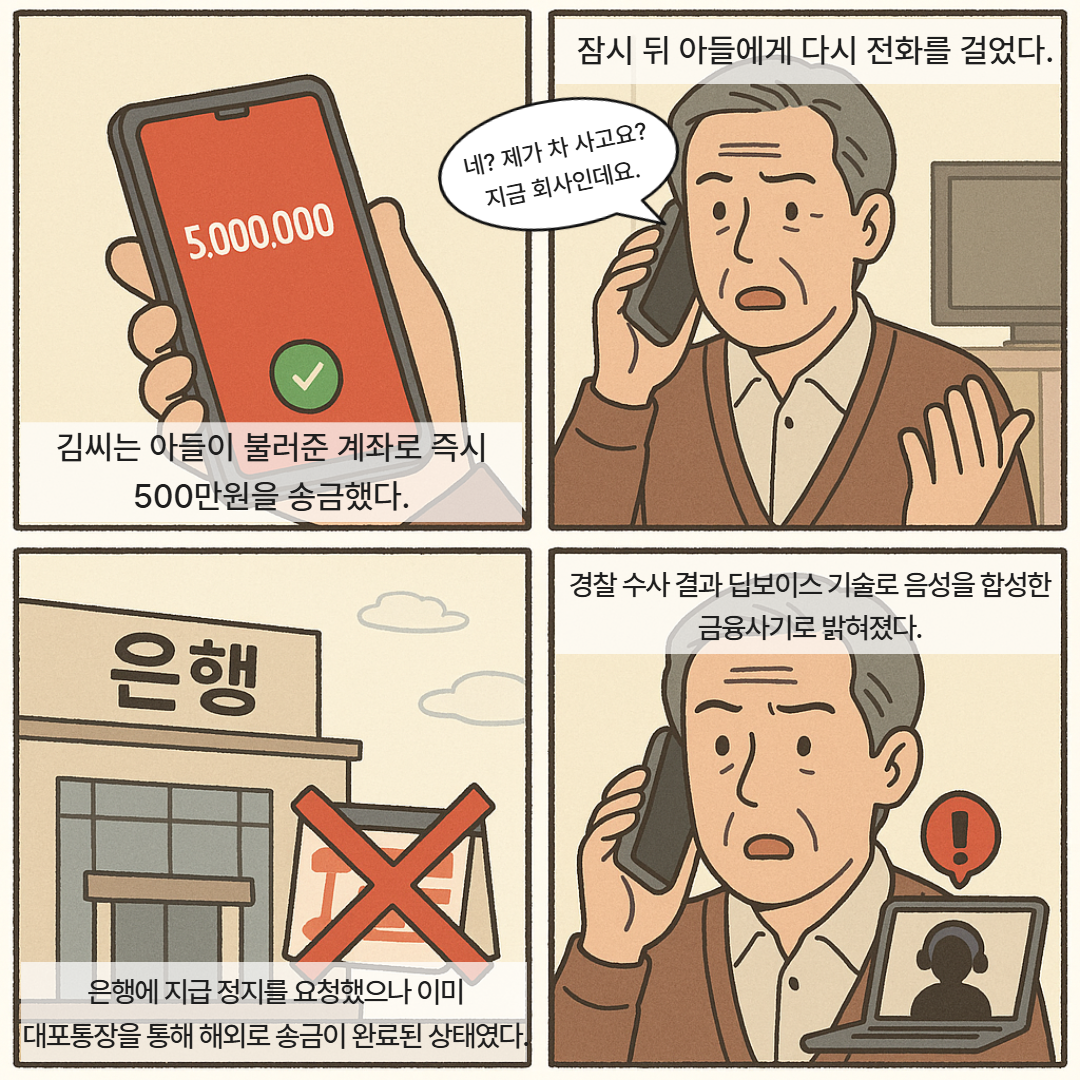 5,000,000
김씨는 아들이 불러준 계좌로 즉시
500만원을 송금했다.
잠시 뒤 아들에게 다시 전화를 걸었다.
네? 제가 차 사고요?
지금 회사인데요.
은행
은행에 지급 정지를 요청했으나 이미
대포통장을 통해 해외로 송금이 완료된 상태였다.
경찰 수사 결과 딥보이스 기술로 음성을 합성한
금융사기로 밝혀졌다.